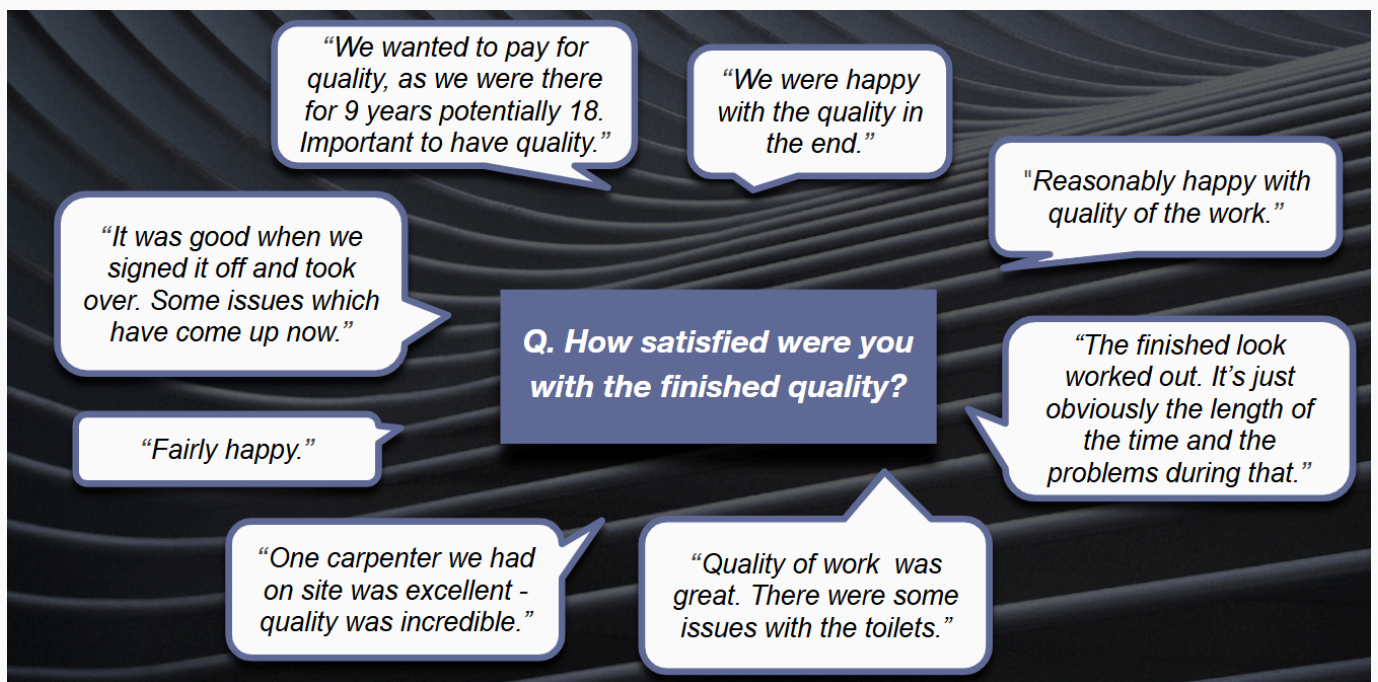 “We wanted to pay for
quality, as we were there
for 9 years potentially 18.
Important to have quality.”
“We were happy
with the quality in
the end.”
"Reasonably happy with
quality of the work.”
“It was good when we
signed it off and took
over. Some issues which
have come up now.”
Q. How satisfied were you
with the finished quality?
“The finished look
worked out. It’s just
obviously the length of
the time and the
problems during that.”
“Fairly happy.”
“One carpenter we had
on site was excellent -
quality was incredible.”
“Quality of work  was
great. There were some
issues with the toilets.”